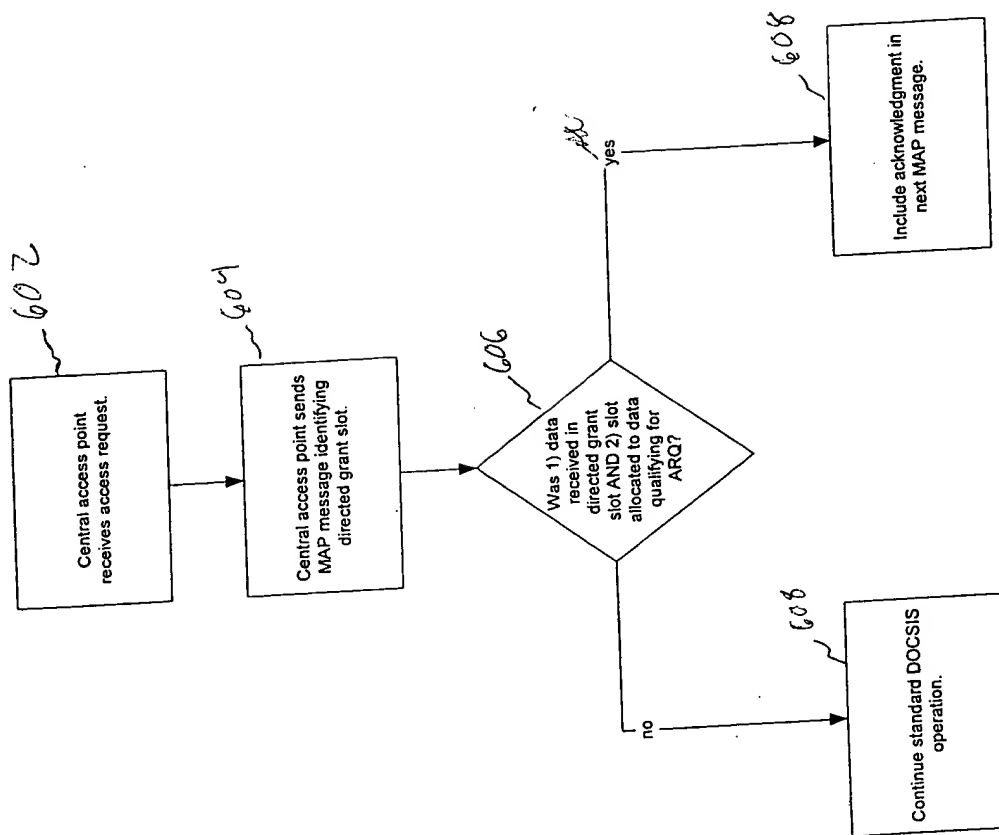 602
Central access point
receives access request.
604
Central access point sends
MAP message identifying
directed grant slot.
606
Was 1) data
received in
directed grant
slot AND 2) slot
allocated to data
qualifying for
ARQ?
yes
608
Include acknowledgment in
next MAP message.
no
608
Continue standard DOCSIS
operation.